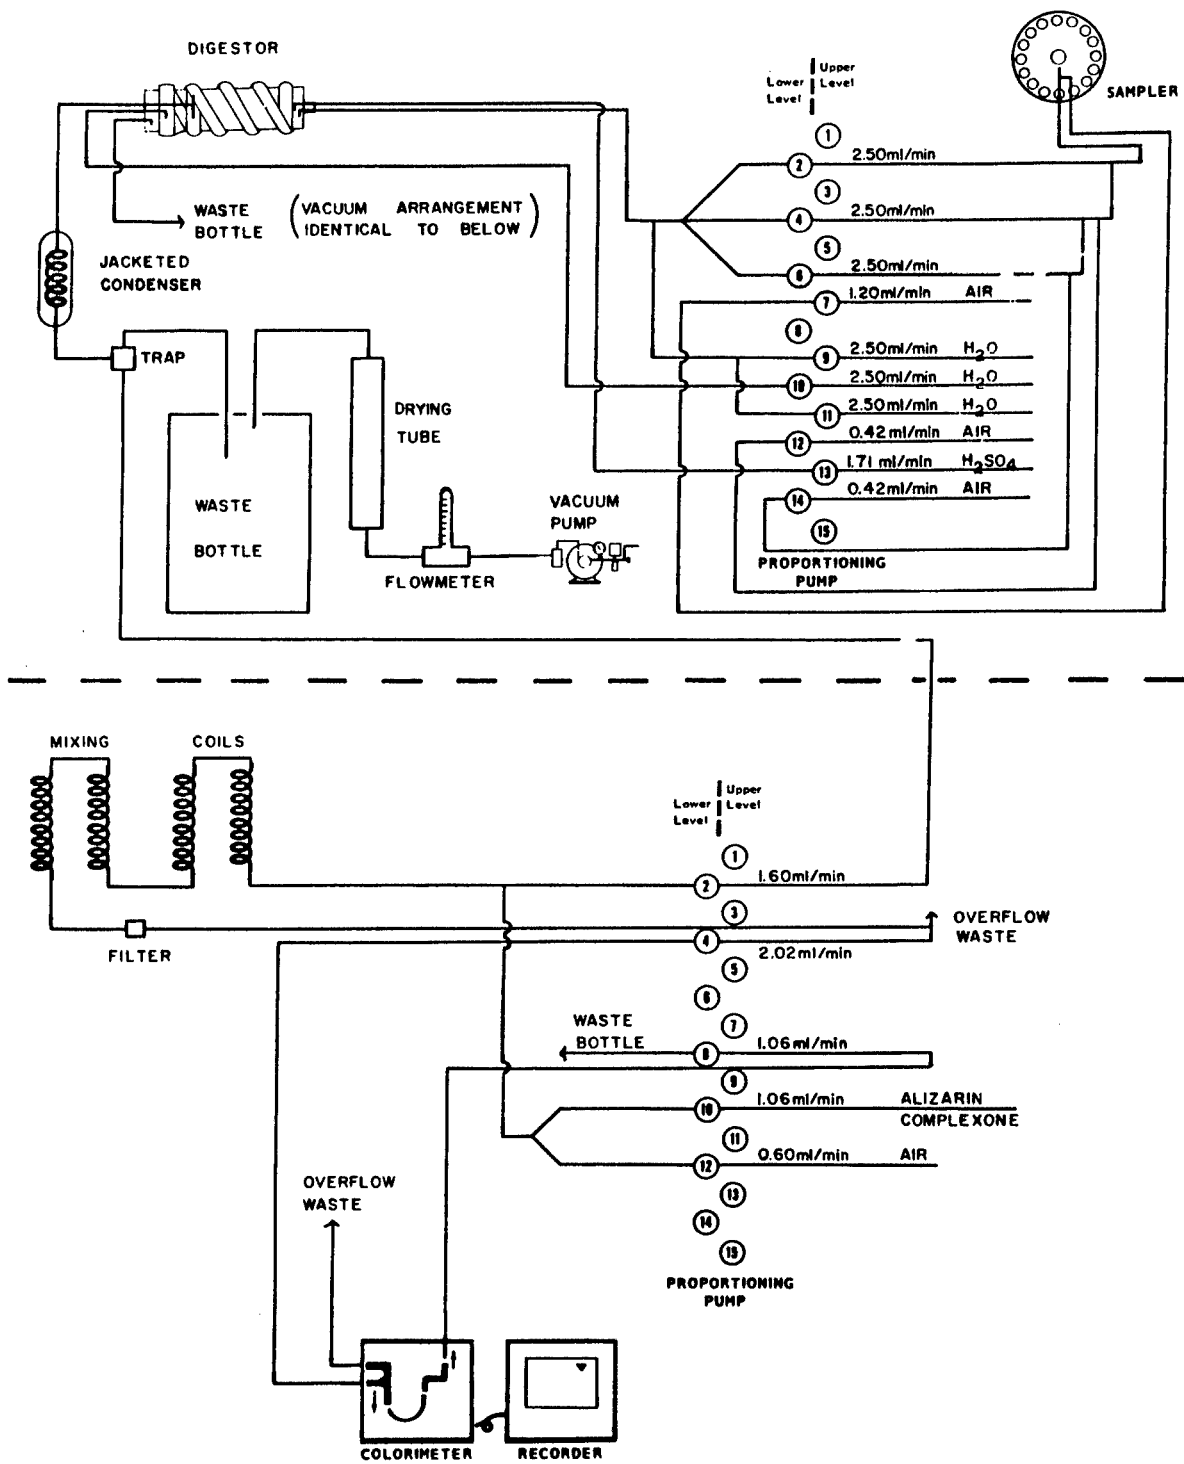 DIGESTOR
Lower Level
Upper Level
SAMPLER
1
2 2.50ml/min
3
4 2.50ml/min
5
6 2.50ml/min
7 1.20ml/min AIR
8
9 2.50ml/min H2O
10 2.50ml/min H2O
11 2.50ml/min H2O
12 0.42ml/min AIR
13 1.71 ml/min H2SO4
14 0.42ml/min AIR
15
PROPORTIONING
PUMP
WASTE
BOTTLE
(VACUUM ARRANGEMENT
IDENTICAL TO BELOW)
JACKETED
CONDENSER
TRAP
DRYING
TUBE
WASTE
BOTTLE
FLOWMETER
VACUUM
PUMP
MIXING COILS
Lower Level
Upper Level
1
2 1.60ml/min
3
4 2.02ml/min
OVERFLOW
WASTE
FILTER
5
6
7
WASTE
BOTTLE
8 1.06ml/min
9
10 1.06ml/min ALIZARIN
COMPLEXONE
11
12 0.60ml/min AIR
13
14
15
PROPORTIONING
PUMP
OVERFLOW
WASTE
COLORIMETER
RECORDER